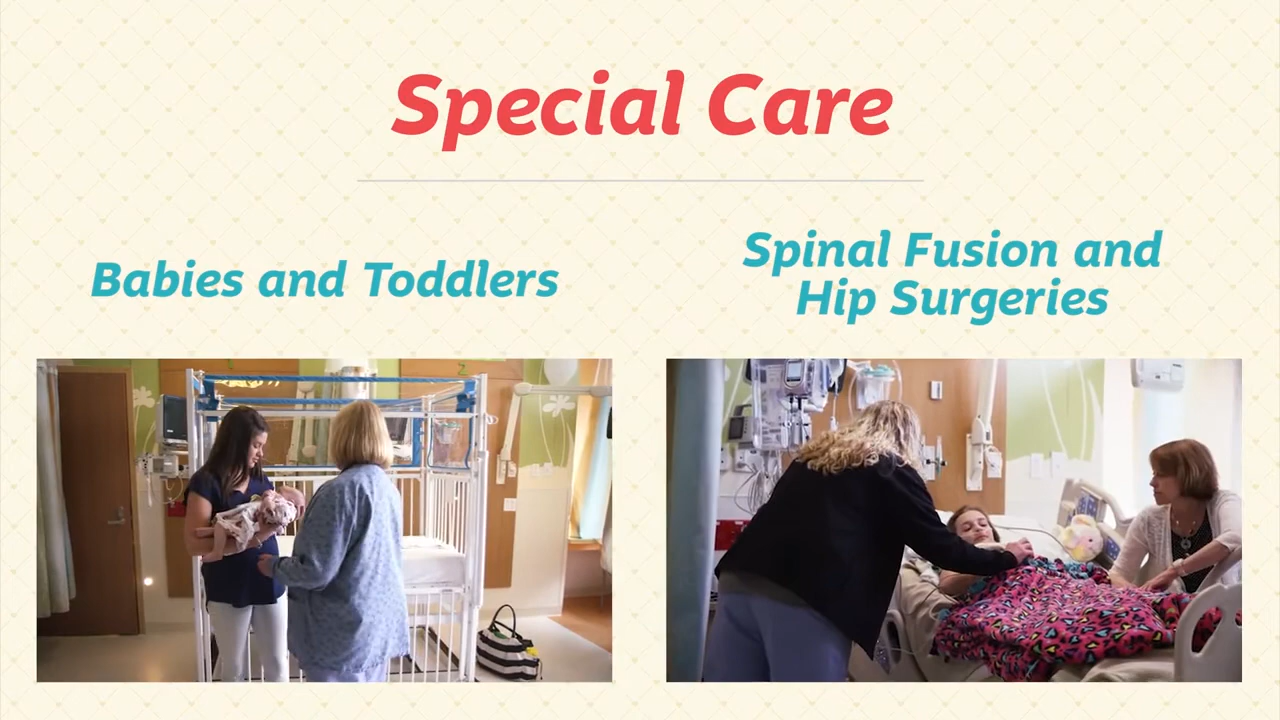 Special Care
Babies and Toddlers
Spinal Fusion and
Hip Surgeries